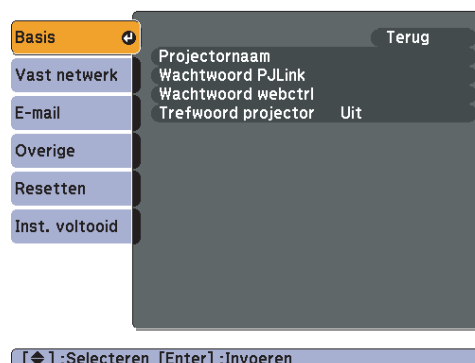 Basis
Vast netwerk
E-mail
Overige
Resetten
Inst. voltooid
Terug
Projectornaam
Wachtwoord PJLink
Wachtwoord webctrl
Trefwoord projector Uit
[ ] :Selecteren [Enter] :Invoeren